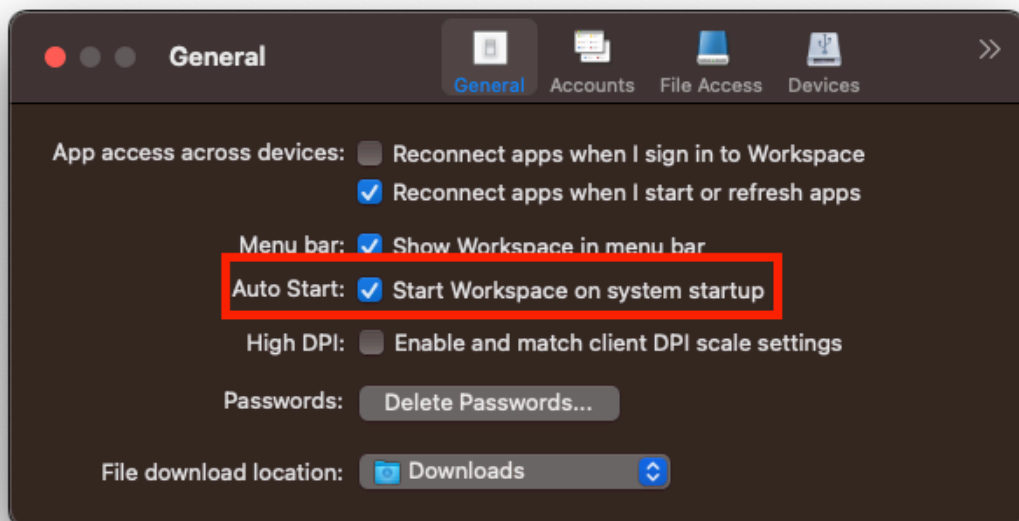 General
General Accounts File Access Devices
App access across devices: Reconnect apps when I sign in to Workspace
Reconnect apps when I start or refresh apps
Menu bar: Show Workspace in menu bar
Auto Start: Start Workspace on system startup
High DPI: Enable and match client DPI scale settings
Passwords: Delete Passwords...
File download location: Downloads